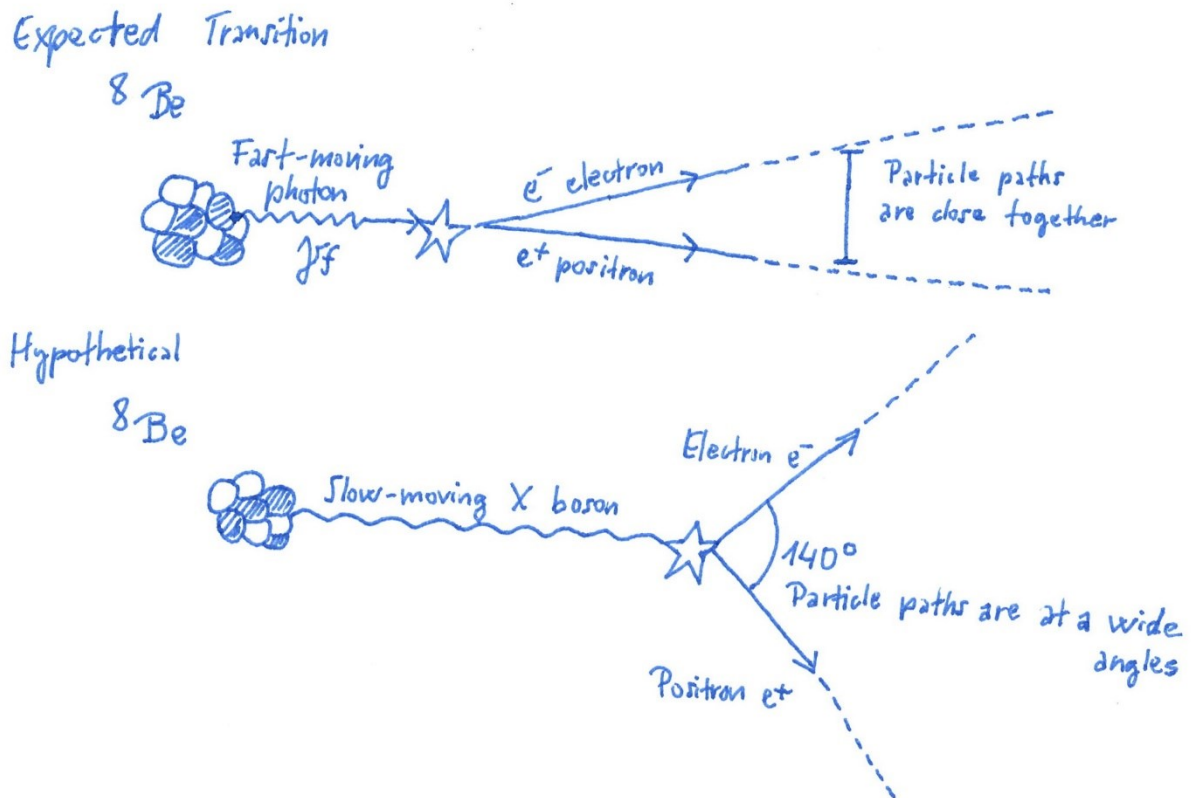 Expected Transition
8 Be
Fast-moving
photon
e- electron
e+ positron
Particle paths
are close together
Hypothetical
8 Be
Slow-moving X boson
Electron e-
140°
Particle paths are at a wide
angles
Positron e+